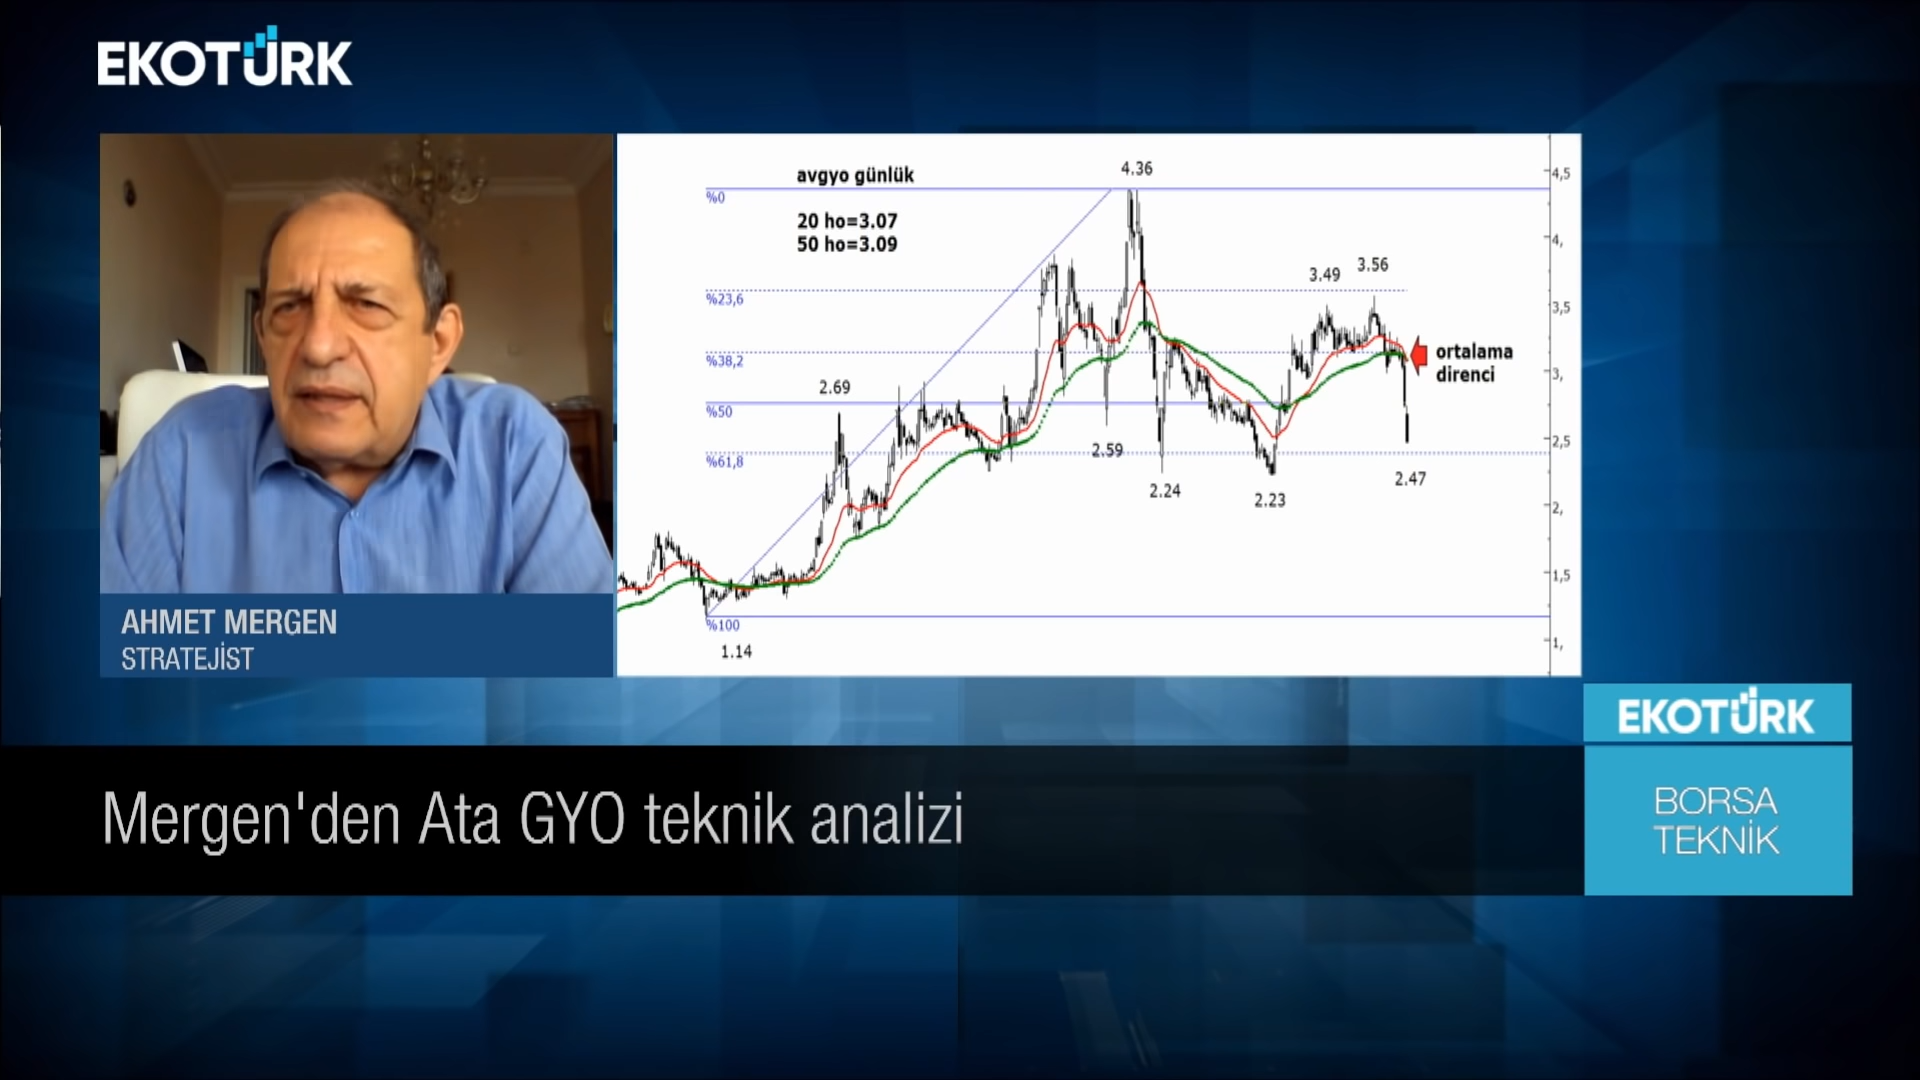 EKOTÜRK
avgyo günlük
20 ho=3.07
50 ho=3.09
4.36
4,5
%0
4,
3.49
3.56
%23,6
3,5
%38,2
ortalama
direnci
3,
2.69
%50
2.59
2,5
%61,8
2.47
2.24
2.23
2,
1,5
%100
1,
1.14
AHMET MERGEN
STRATEJİST
EKOTÜRK
BORSA
TEKNİK
Mergen'den Ata GYO teknik analizi